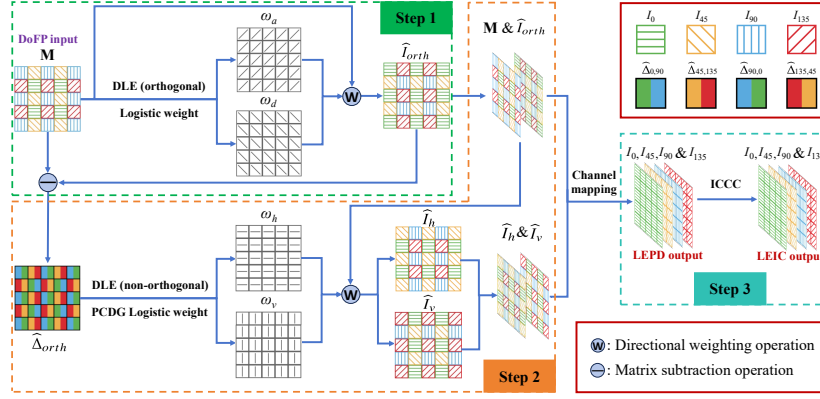 Step 1
DoFP input
M
DLE (orthogonal)
Logistic weight
ω_a
ω_d
W
Î_orth
M & Î_orth
I_0
I_45
I_90
I_135
Δ̂_0,90
Δ̂_45,135
Δ̂_90,0
Δ̂_135,45
Channel
mapping
I_0, I_45, I_90 & I_135
ICCC
I_0, I_45, I_90 & I_135
LEPD output
LEIC output
Step 3
Δ̂_orth
DLE (non-orthogonal)
PCDG Logistic weight
ω_h
ω_v
W
Î_h
Î_v
Î_h & Î_v
Step 2
W : Directional weighting operation
− : Matrix subtraction operation